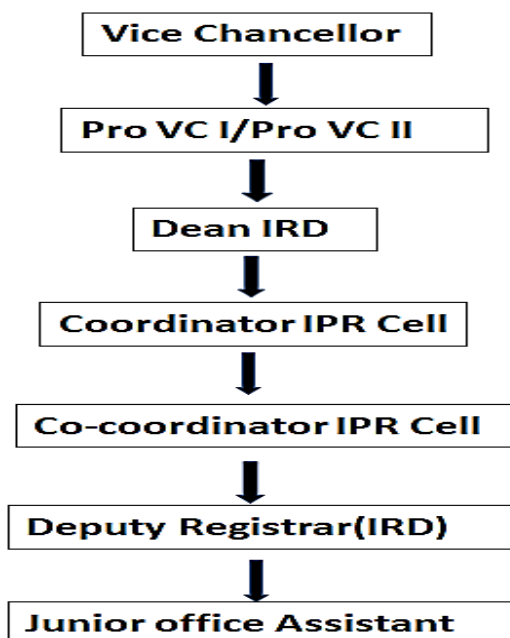 Vice Chancellor
Pro VC I/Pro VC II
Dean IRD
Coordinator IPR Cell
Co-coordinator IPR Cell
Deputy Registrar(IRD)
Junior office Assistant